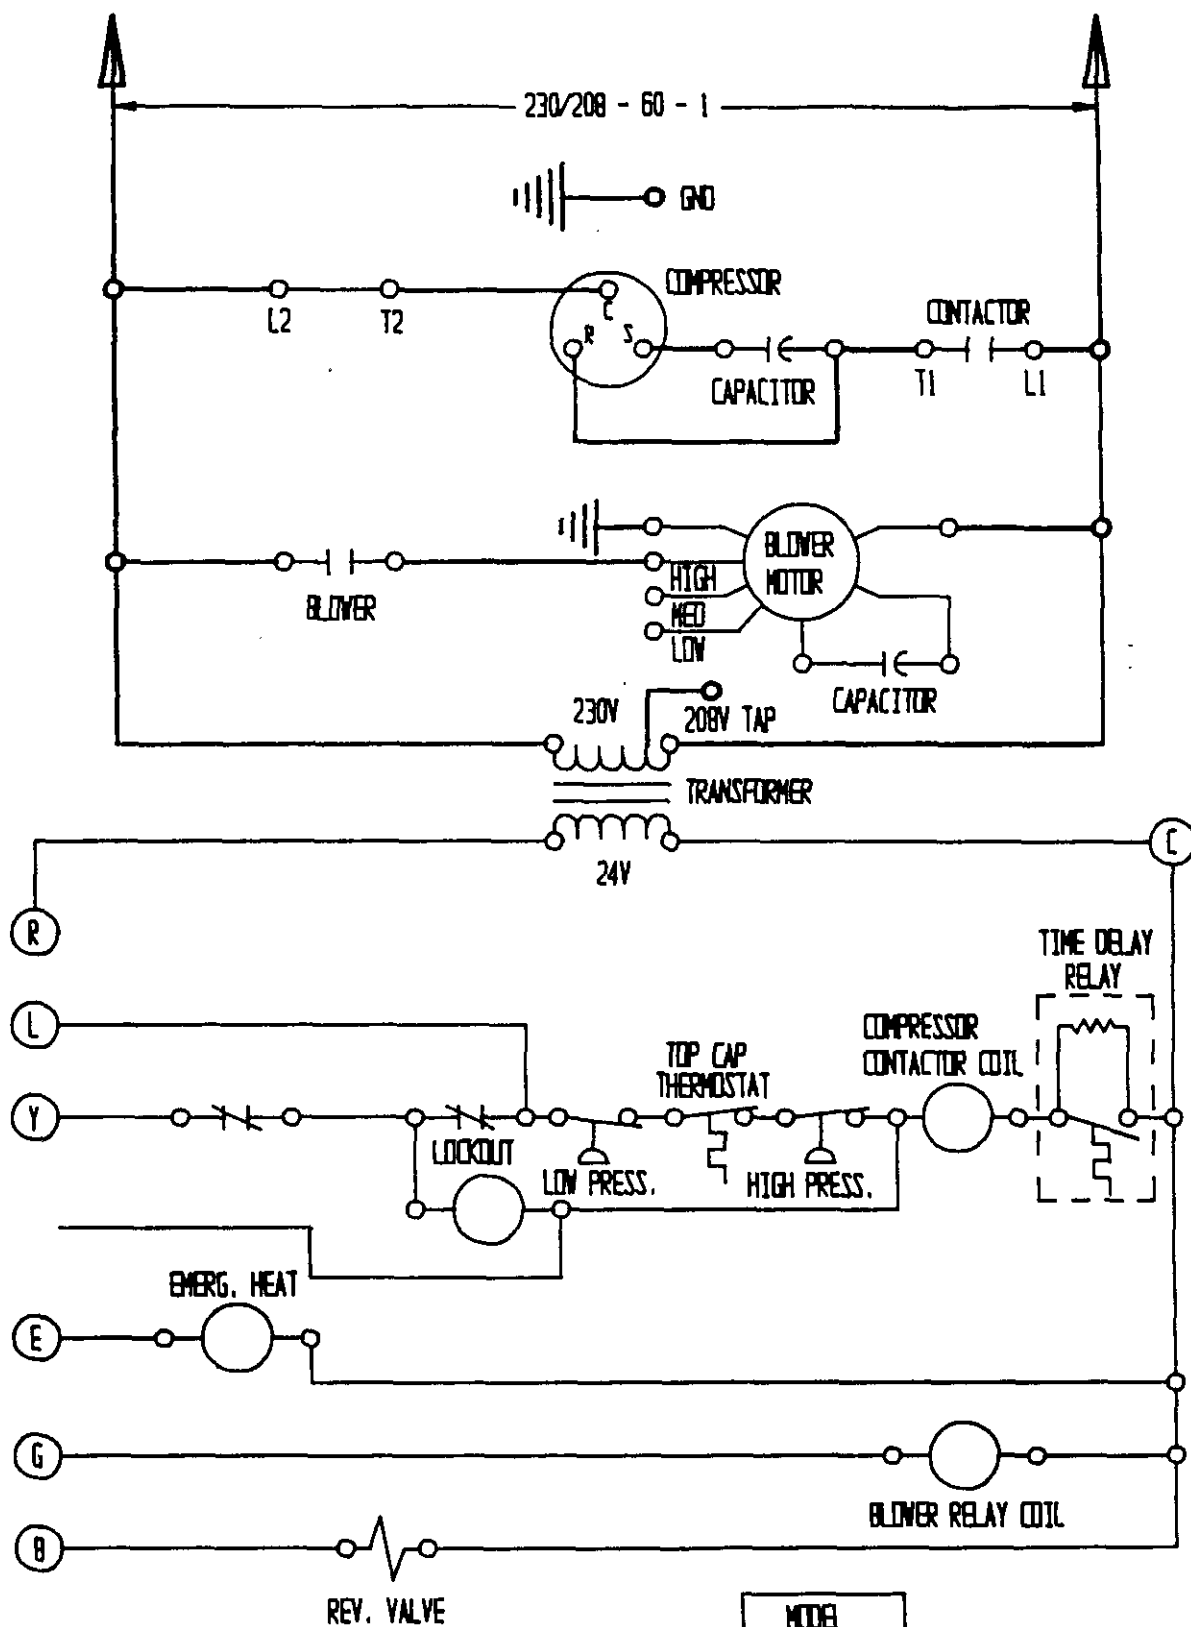 230/208 - 60 - 1
GND
COMPRESSOR
C
L2
T2
R
S
CONTACTOR
CAPACITOR
T1
L1
BLOWER
MOTOR
HIGH
MED
LOW
BLOWER
CAPACITOR
230V
208V TAP
TRANSFORMER
24V
C
R
TIME DELAY
RELAY
L
COMPRESSOR
CONTACTOR COIL
TOP CAP
THERMOSTAT
Y
LOCKOUT
LOW PRESS.
HIGH PRESS.
EMERG. HEAT
E
G
BLOWER RELAY COIL
B
REV. VALVE
MODEL